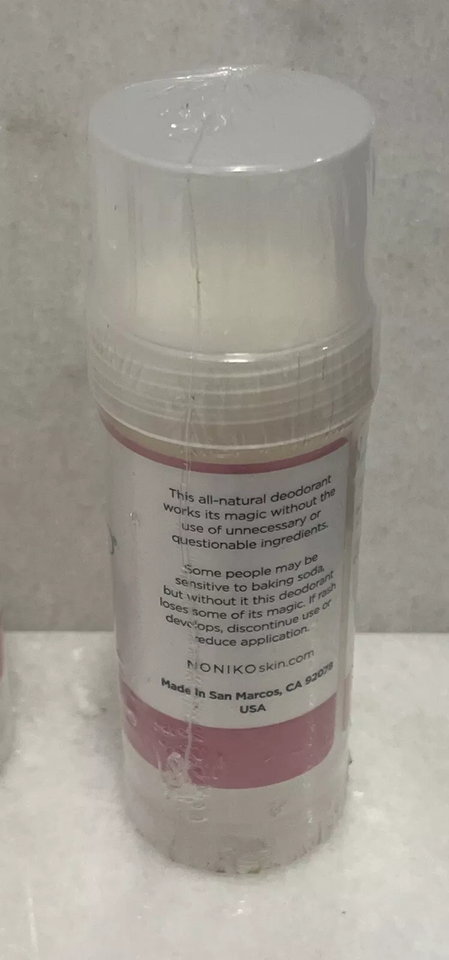 This all-natural deodorant
works its magic without the
use of unnecessary or
questionable ingredients.
Some people may be
sensitive to baking soda,
but without it this deodorant
loses some of its magic. If rash
develops, discontinue use or
reduce application.
NONIKOskin.com
Made in San Marcos, CA 92078
USA